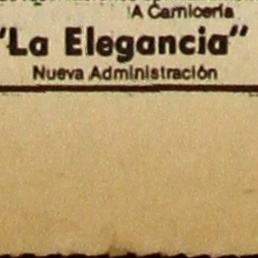 A Carnicería
"La Elegancia"
Nueva Administración